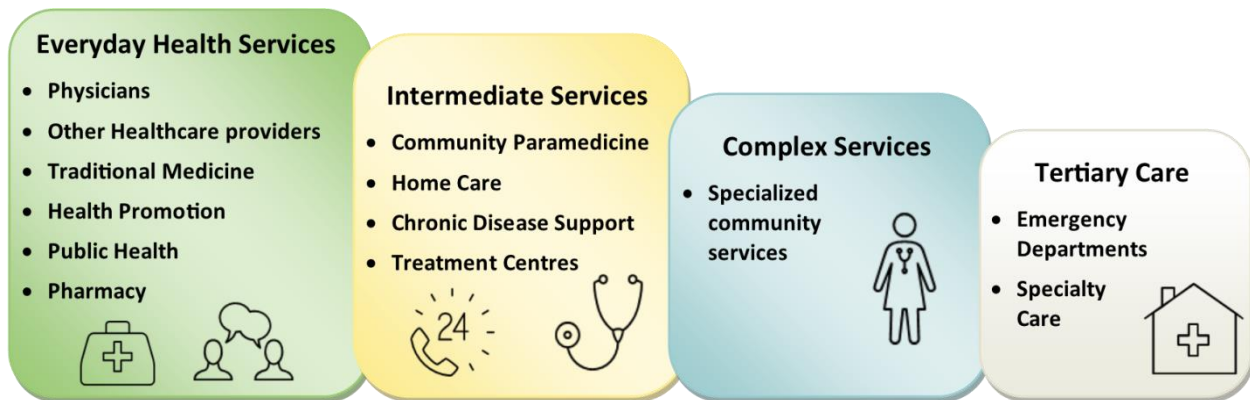 Everyday Health Services
• Physicians
• Other Healthcare providers
• Traditional Medicine
• Health Promotion
• Public Health
• Pharmacy
Intermediate Services
• Community Paramedicine
• Home Care
• Chronic Disease Support
• Treatment Centres
24
Complex Services
• Specialized
community
services
Tertiary Care
• Emergency
Departments
• Specialty
Care